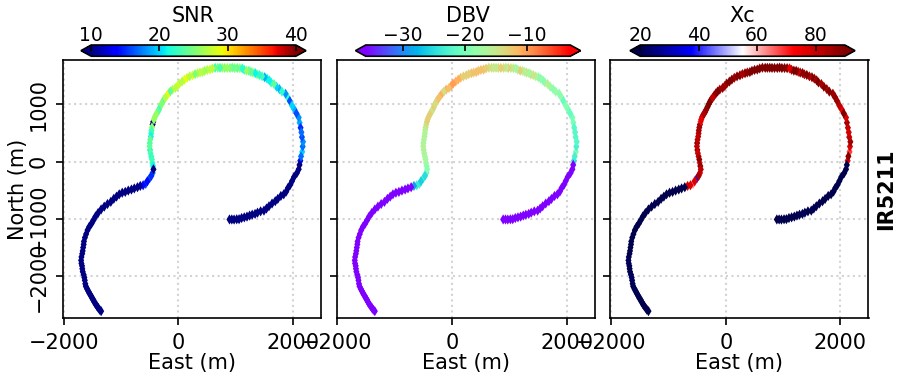 SNR DBV Xc
10 20 30 40 −30 −20 −10 20 40 60 80
North (m)
1000
0
−1000
−2000
IR5211
−2000 0 2000 −2000 0 2000 −2000 0 2000
East (m) East (m) East (m)